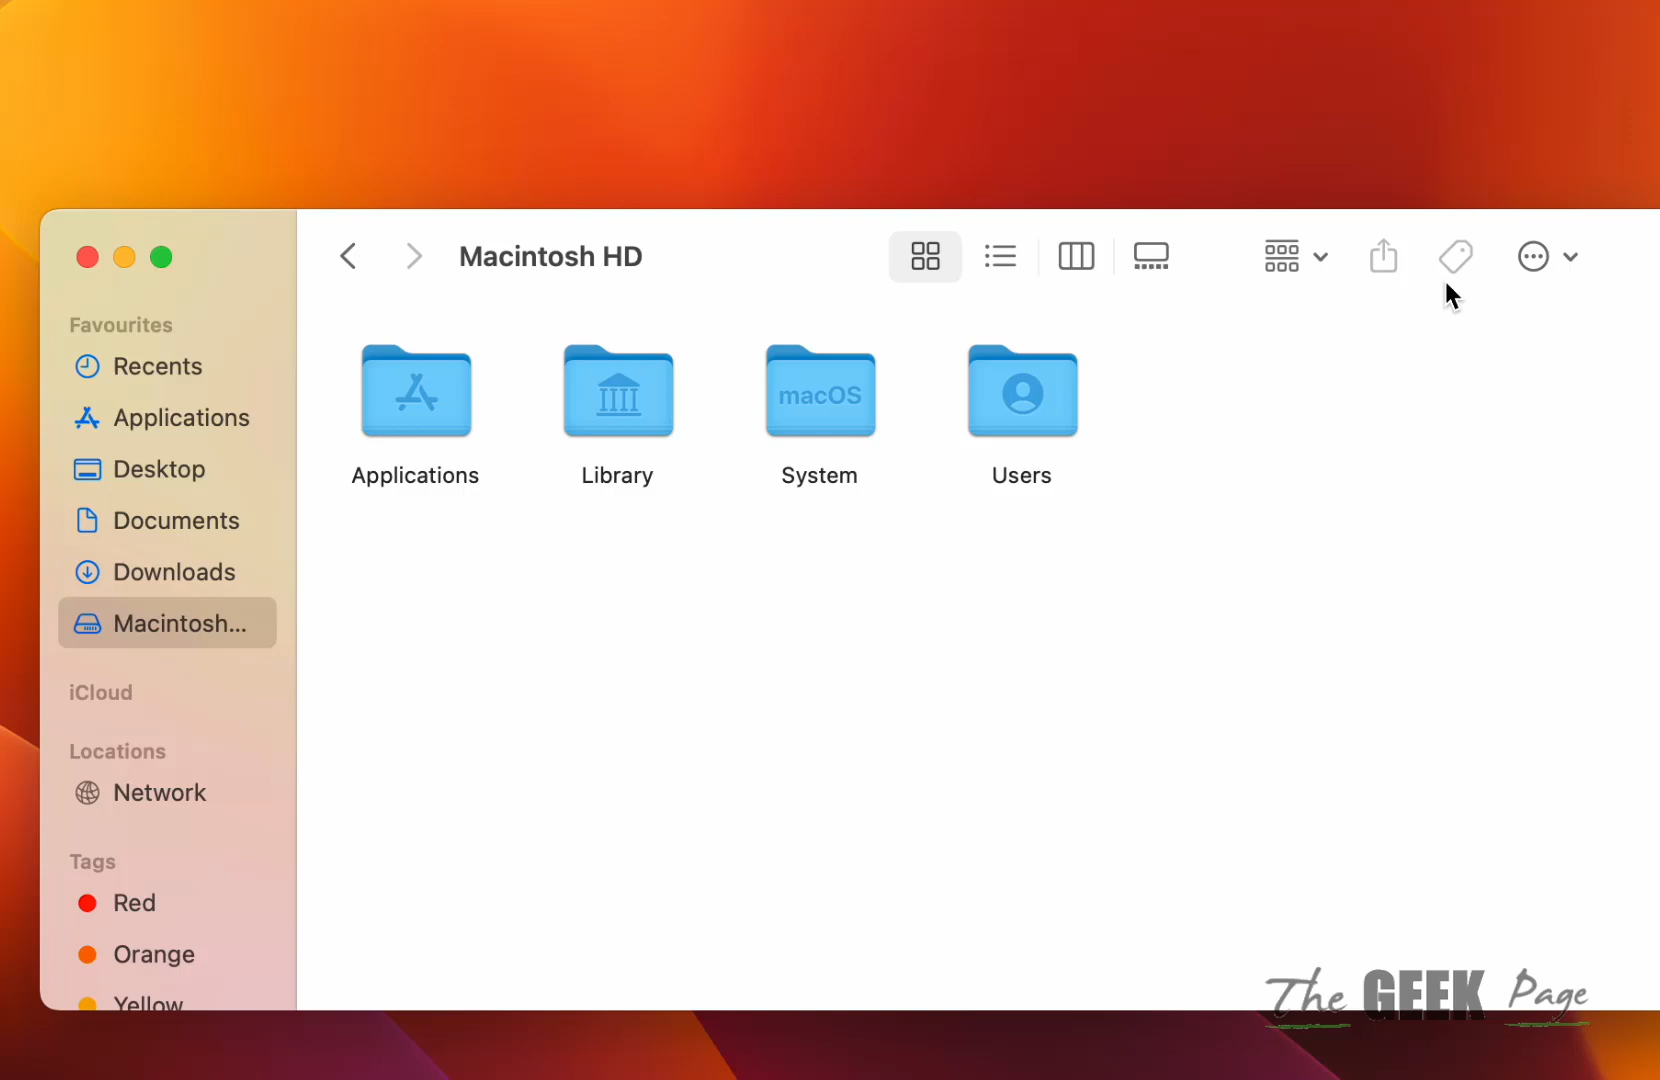 Macintosh HD
Favourites
Recents
Applications
Desktop
Documents
Downloads
Macintosh...
iCloud
Locations
Network
Tags
Red
Orange
Yellow
macOS
Applications
Library
System
Users
The GEEK Page